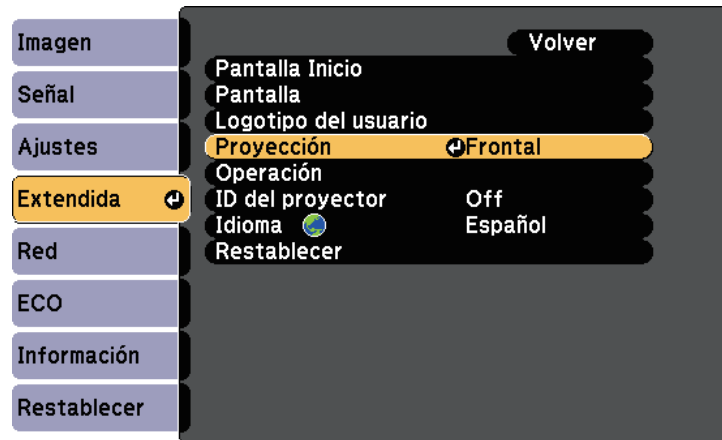 Imagen
Señal
Ajustes
Extendida
Red
ECO
Información
Restablecer
Volver
Pantalla Inicio
Pantalla
Logotipo del usuario
Proyección Frontal
Operación
ID del proyector Off
Idioma Español
Restablecer